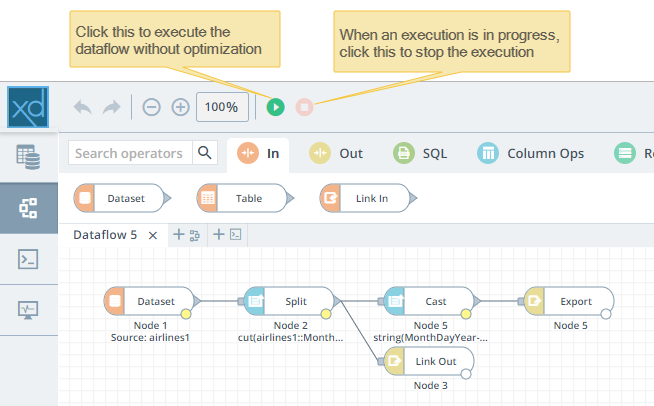 Click this to execute the
dataflow without optimization
When an execution is in progress,
click this to stop the execution
xd
100%
Search operators
In
Out
SQL
Column Ops
Dataset
Table
Link In
Dataflow 5
Dataset
Split
Cast
Export
Node 1
Node 2
Node 5
Node 5
Source: airlines1
cut(airlines1::Month...
string(MonthDayYear-...
Link Out
Node 3